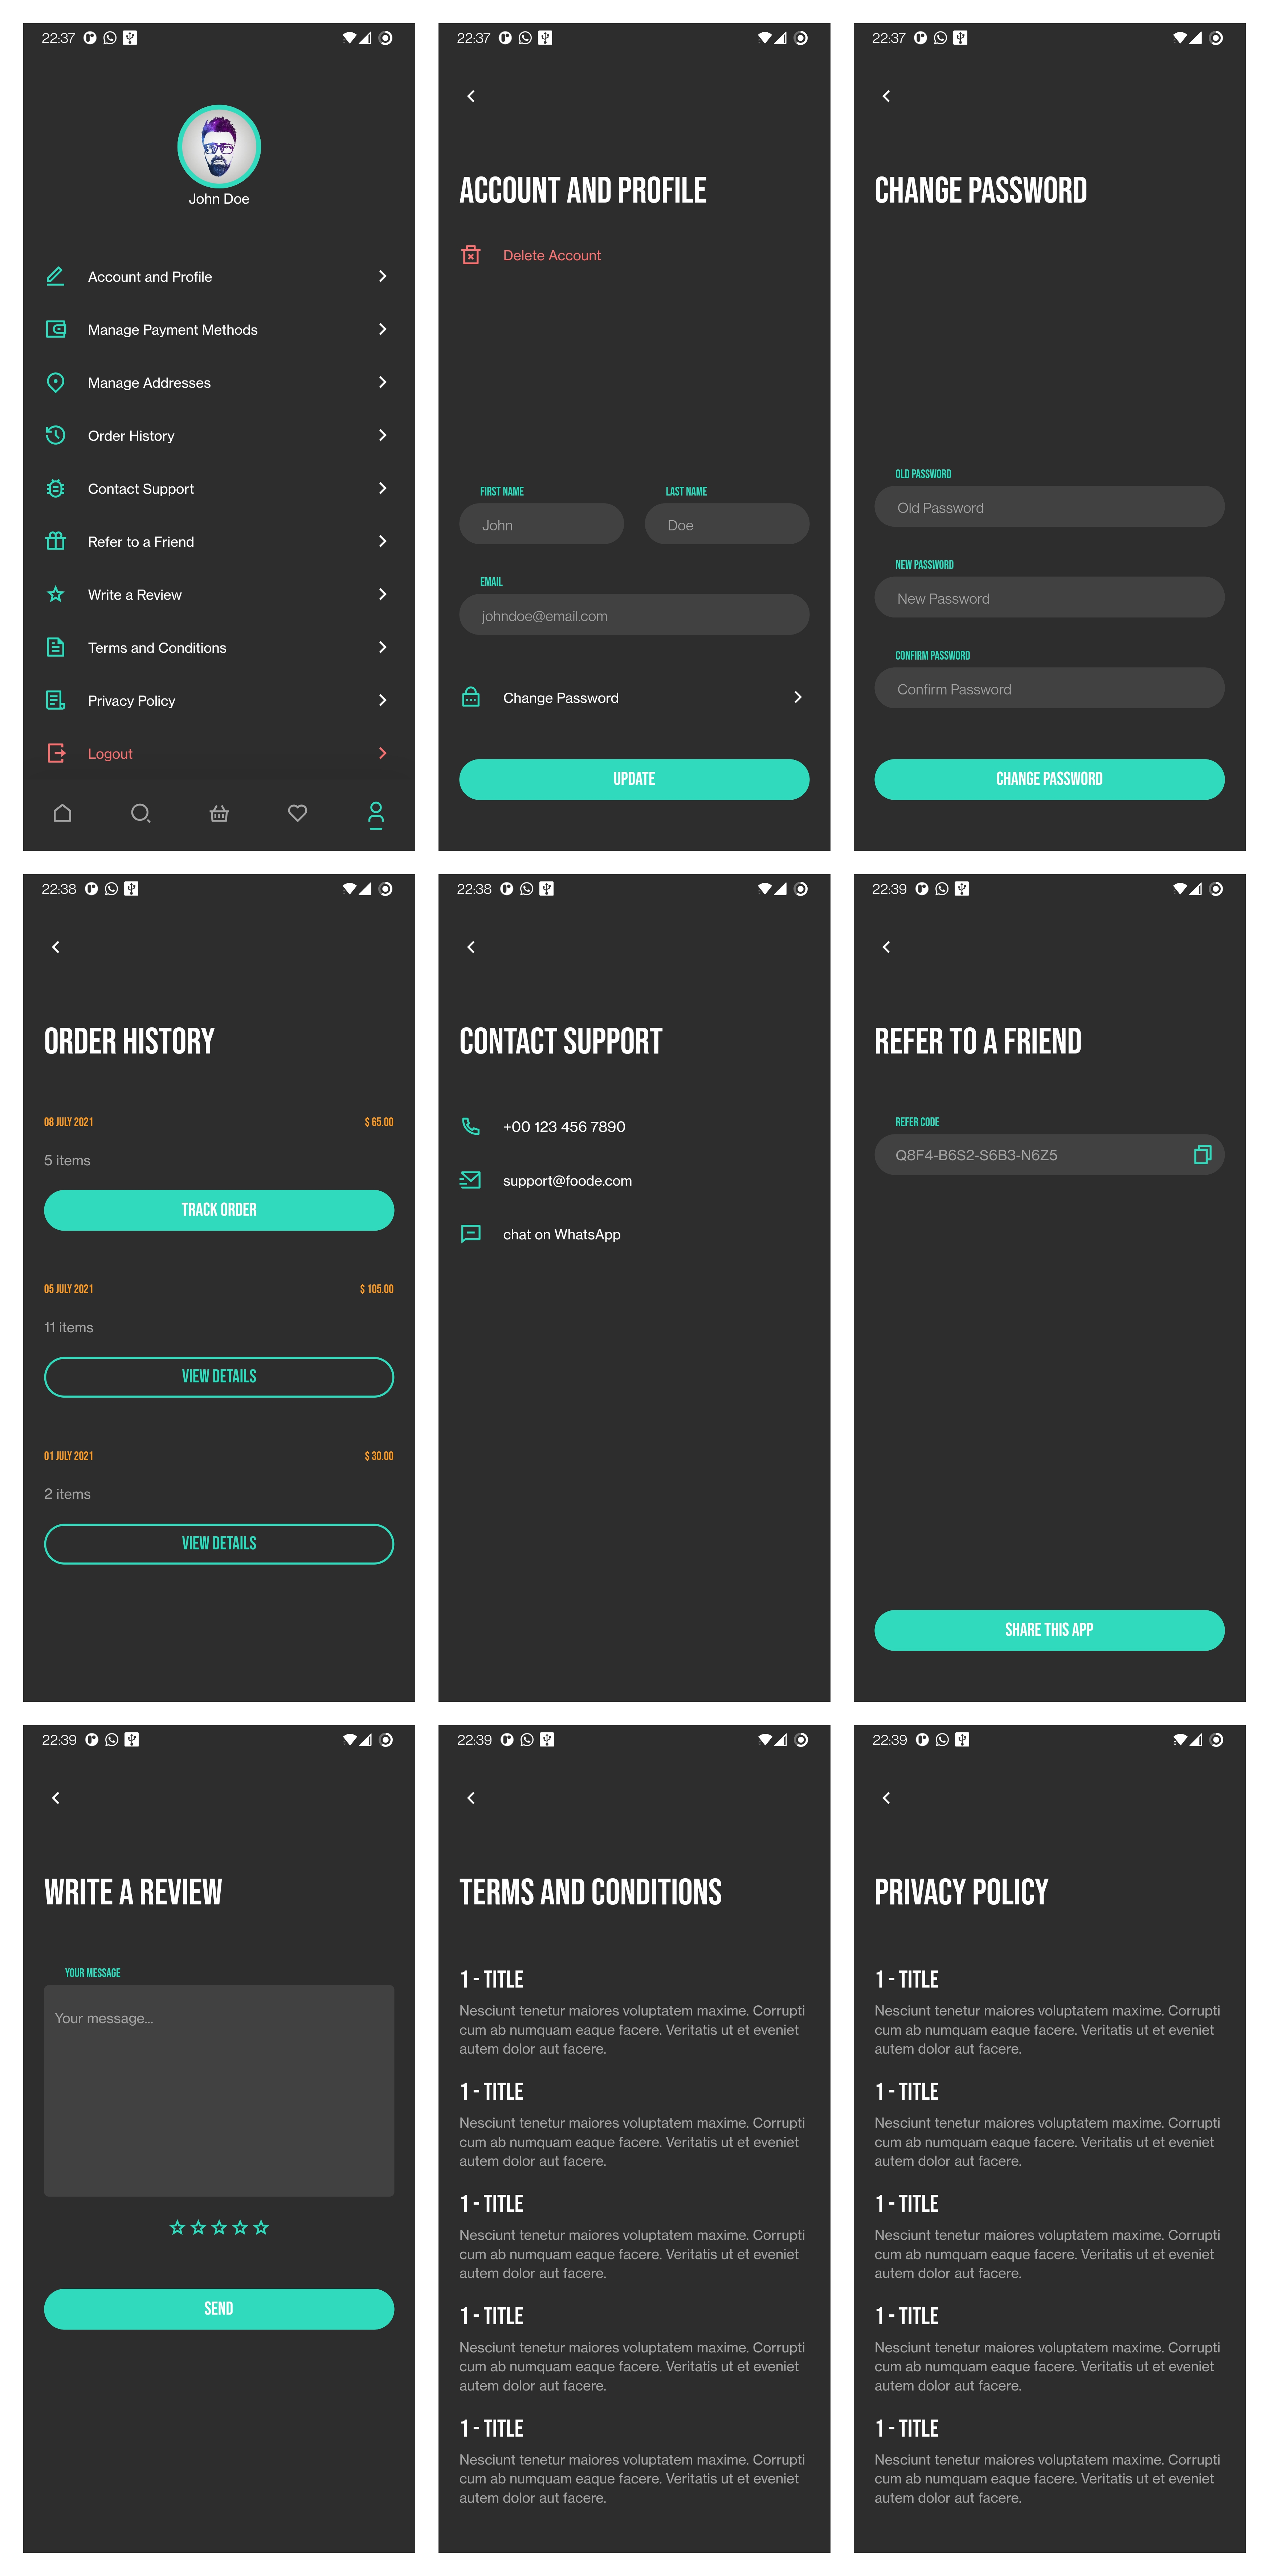 22:37
John Doe
Account and Profile
Manage Payment Methods
Manage Addresses
Order History
Contact Support
Refer to a Friend
Write a Review
Terms and Conditions
Privacy Policy
Logout
22:37
ACCOUNT AND PROFILE
Delete Account
FIRST NAME LAST NAME
John Doe
EMAIL
johndoe@email.com
Change Password
UPDATE
22:37
CHANGE PASSWORD
OLD PASSWORD
Old Password
NEW PASSWORD
New Password
CONFIRM PASSWORD
Confirm Password
CHANGE PASSWORD
22:38
ORDER HISTORY
08 JULY 2021 $ 65.00
5 items
TRACK ORDER
05 JULY 2021 $ 105.00
11 items
VIEW DETAILS
01 JULY 2021 $ 30.00
2 items
VIEW DETAILS
22:38
CONTACT SUPPORT
+00 123 456 7890
support@foode.com
chat on WhatsApp
22:39
REFER TO A FRIEND
REFER CODE
Q8F4-B6S2-S6B3-N6Z5
SHARE THIS APP
22:39
WRITE A REVIEW
YOUR MESSAGE
Your message...
SEND
22:39
TERMS AND CONDITIONS
1 - TITLE
Nesciunt tenetur maiores voluptatem maxime. Corrupti
cum ab numquam eaque facere. Veritatis ut et eveniet
autem dolor aut facere.
1 - TITLE
Nesciunt tenetur maiores voluptatem maxime. Corrupti
cum ab numquam eaque facere. Veritatis ut et eveniet
autem dolor aut facere.
1 - TITLE
Nesciunt tenetur maiores voluptatem maxime. Corrupti
cum ab numquam eaque facere. Veritatis ut et eveniet
autem dolor aut facere.
1 - TITLE
Nesciunt tenetur maiores voluptatem maxime. Corrupti
cum ab numquam eaque facere. Veritatis ut et eveniet
autem dolor aut facere.
1 - TITLE
Nesciunt tenetur maiores voluptatem maxime. Corrupti
cum ab numquam eaque facere. Veritatis ut et eveniet
autem dolor aut facere.
22:39
PRIVACY POLICY
1 - TITLE
Nesciunt tenetur maiores voluptatem maxime. Corrupti
cum ab numquam eaque facere. Veritatis ut et eveniet
autem dolor aut facere.
1 - TITLE
Nesciunt tenetur maiores voluptatem maxime. Corrupti
cum ab numquam eaque facere. Veritatis ut et eveniet
autem dolor aut facere.
1 - TITLE
Nesciunt tenetur maiores voluptatem maxime. Corrupti
cum ab numquam eaque facere. Veritatis ut et eveniet
autem dolor aut facere.
1 - TITLE
Nesciunt tenetur maiores voluptatem maxime. Corrupti
cum ab numquam eaque facere. Veritatis ut et eveniet
autem dolor aut facere.
1 - TITLE
Nesciunt tenetur maiores voluptatem maxime. Corrupti
cum ab numquam eaque facere. Veritatis ut et eveniet
autem dolor aut facere.